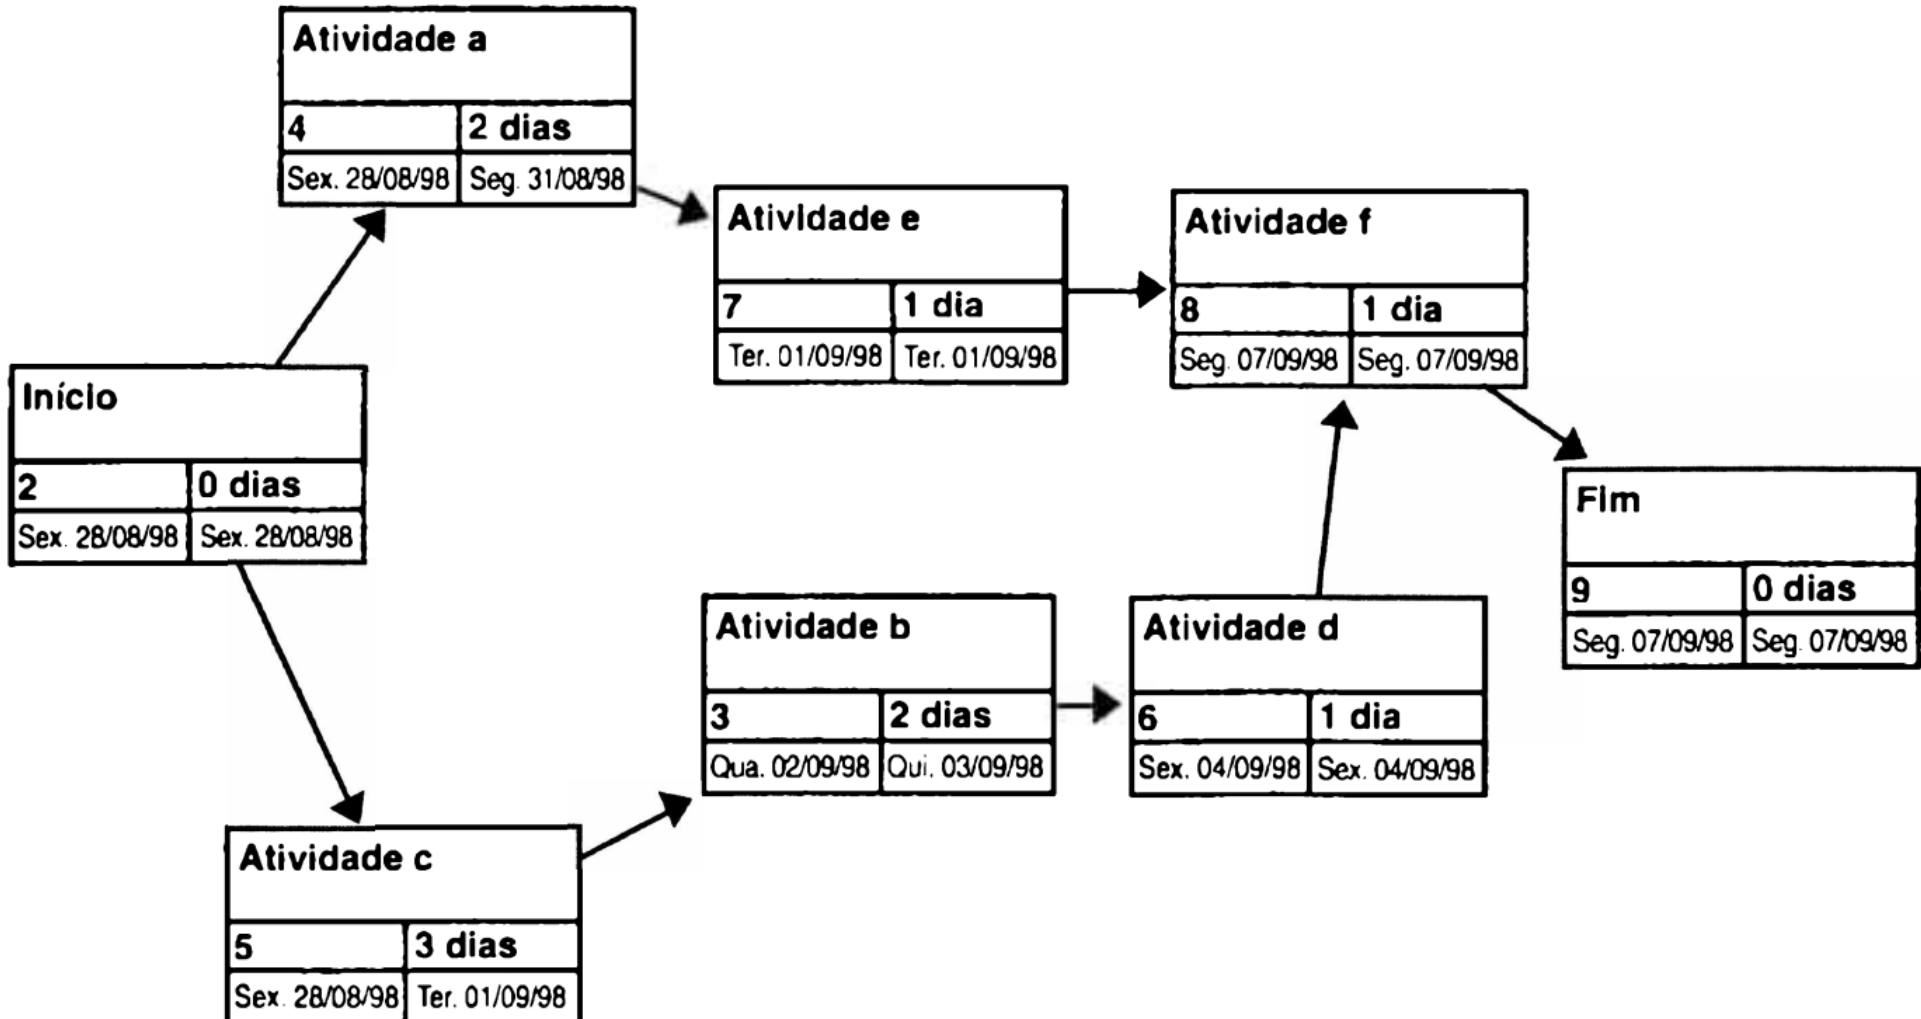 Atividade a
4 2 dias
Sex. 28/08/98 Seg. 31/08/98
Atividade e
7 1 dia
Ter. 01/09/98 Ter. 01/09/98
Atividade f
8 1 dia
Seg. 07/09/98 Seg. 07/09/98
Início
2 0 dias
Sex. 28/08/98 Sex. 28/08/98
Fim
9 0 dias
Seg. 07/09/98 Seg. 07/09/98
Atividade b
3 2 dias
Qua. 02/09/98 Qui. 03/09/98
Atividade d
6 1 dia
Sex. 04/09/98 Sex. 04/09/98
Atividade c
5 3 dias
Sex. 28/08/98 Ter. 01/09/98